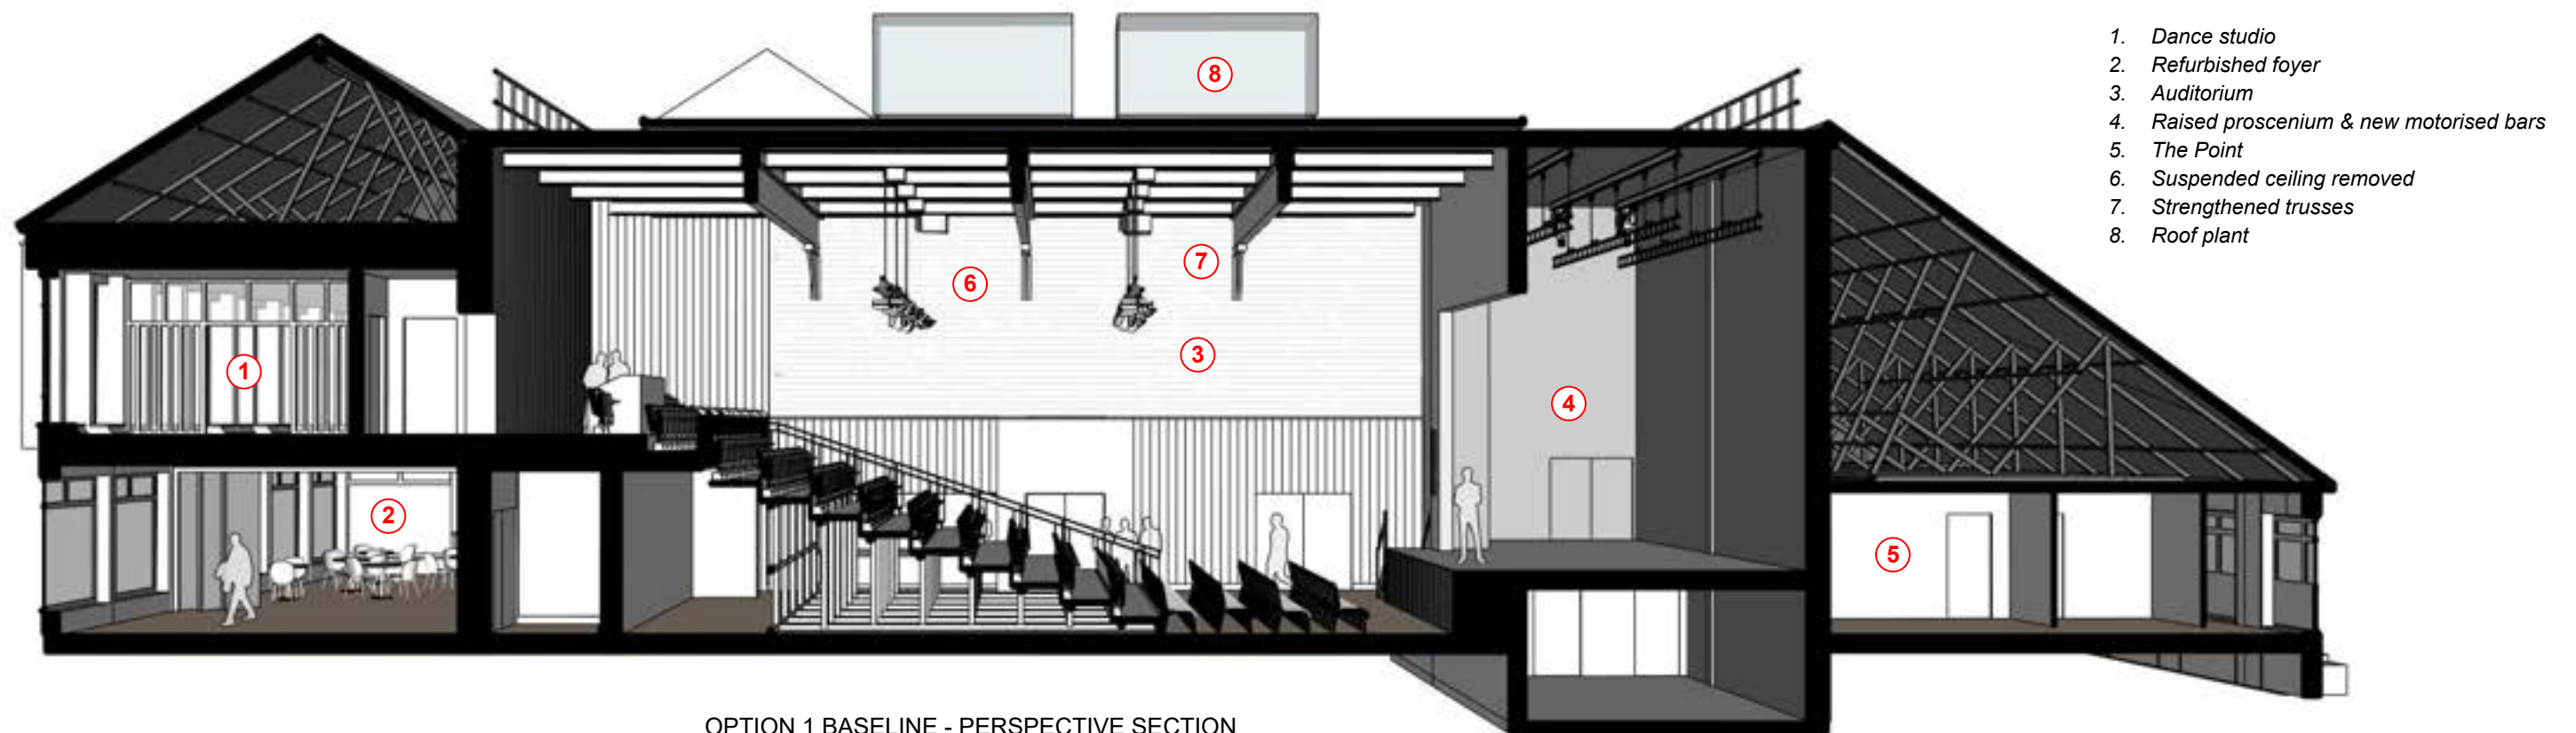 8
1. Dance studio
2. Refurbished foyer
3. Auditorium
4. Raised proscenium & new motorised bars
5. The Point
6. Suspended ceiling removed
7. Strengthened trusses
8. Roof plant
7
6
3
1
4
2
5
OPTION 1 BASELINE - PERSPECTIVE SECTION